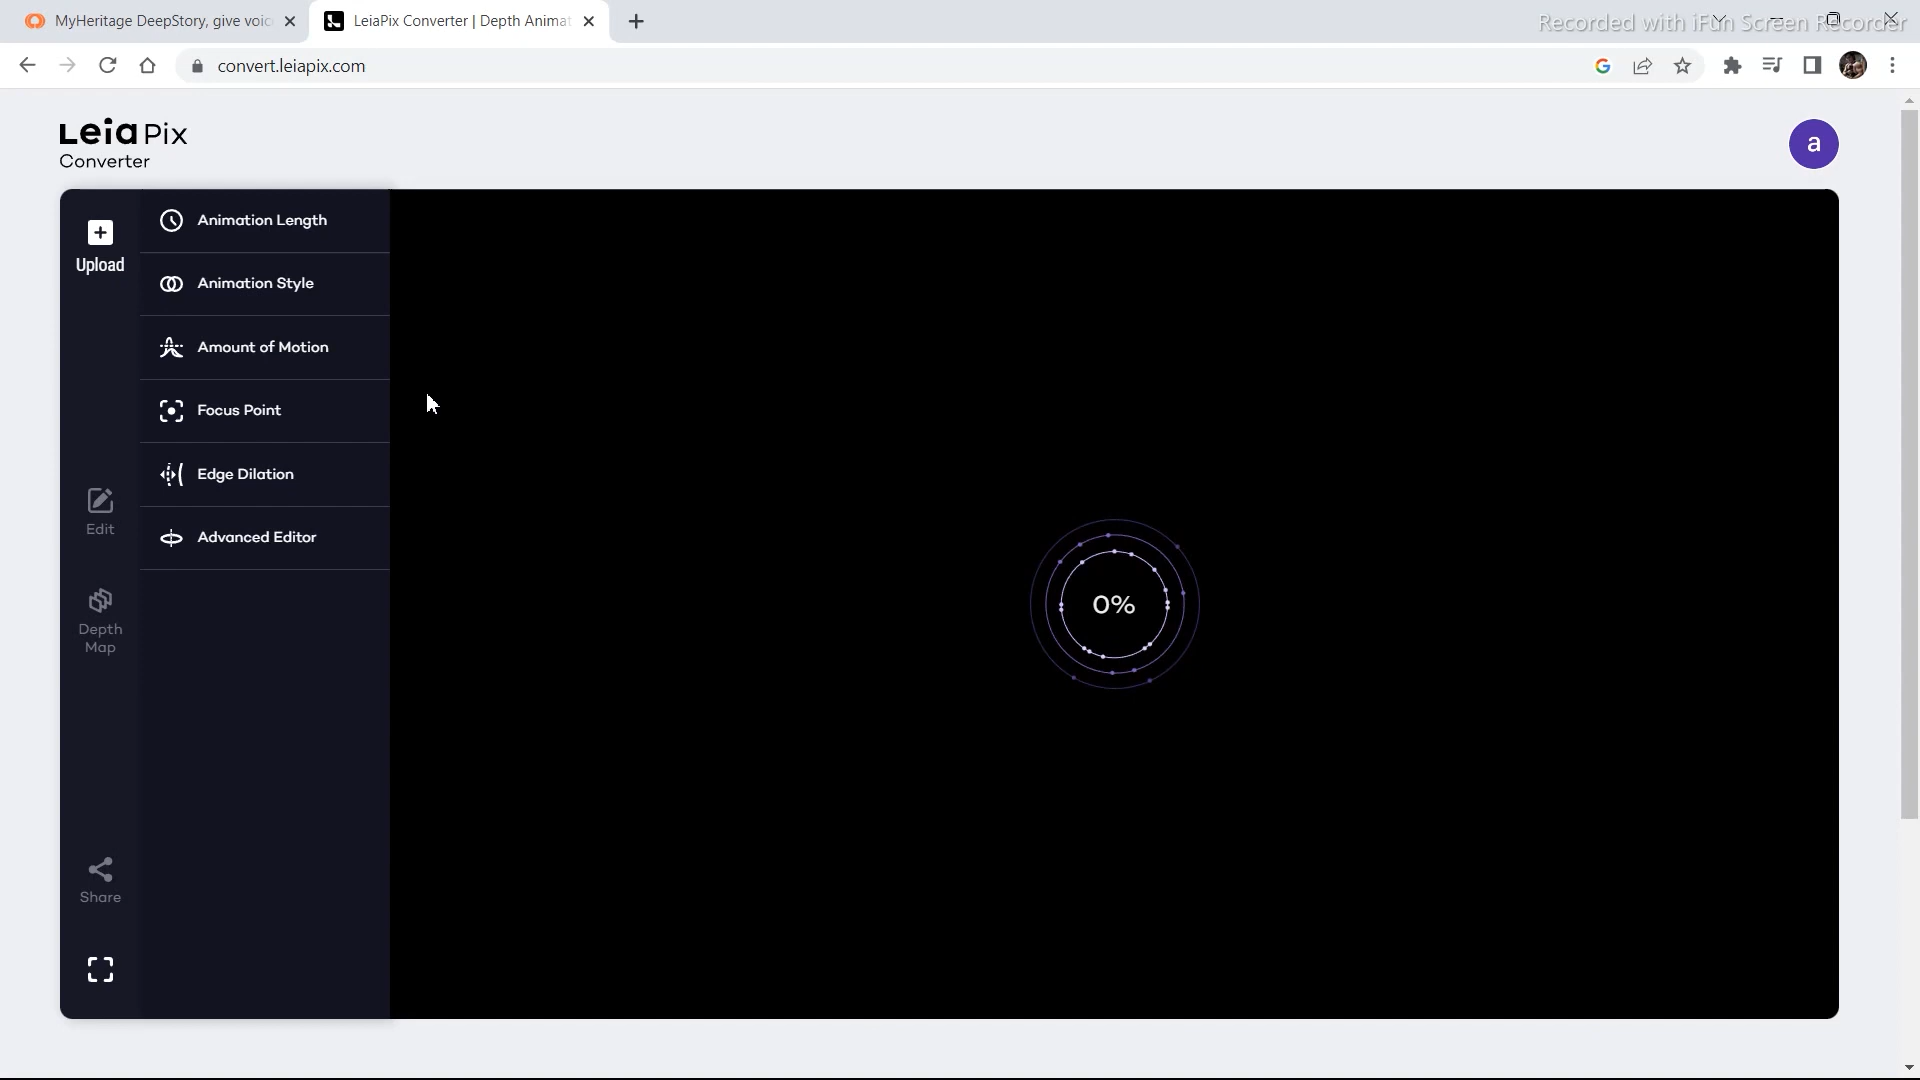 MyHeritage DeepStory, give voic
LeiaPix Converter | Depth Animat
Recorded with iFun Screen Recorder
convert.leiapix.com
Leia Pix
Converter
a
Upload
Animation Length
Animation Style
Amount of Motion
Focus Point
Edge Dilation
Advanced Editor
Edit
Depth
Map
Share
0%